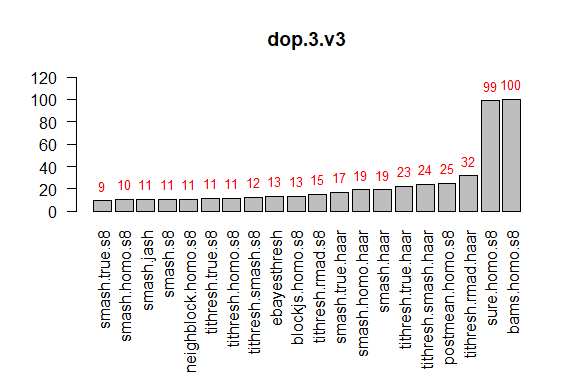 dop.3.v3
120
100
80
60
40
20
0
9 10 11 11 11 11 11 12 13 13 15 17 19 19 23 24 25 32 99 100
smash.true.s8
smash.homo.s8
smash.jash
smash.s8
neighblock.homo.s8
tithresh.true.s8
tithresh.homo.s8
tithresh.smash.s8
ebayesthresh
blockjs.homo.s8
tithresh.rmad.s8
smash.true.haar
smash.homo.haar
smash.haar
tithresh.true.haar
tithresh.smash.haar
postmean.homo.s8
tithresh.rmad.haar
sure.homo.s8
bams.homo.s8